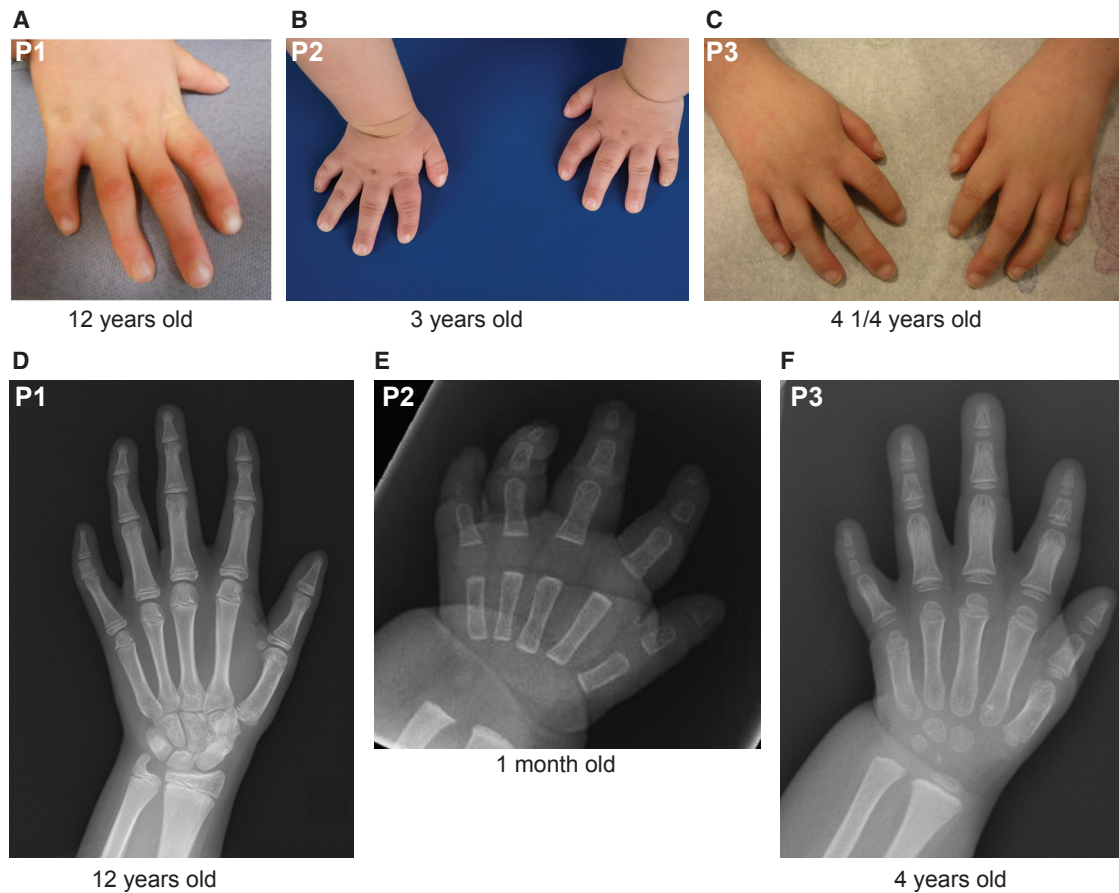 A
P1
12 years old
B
P2
3 years old
C
P3
4 1/4 years old
D
P1
12 years old
E
P2
1 month old
F
P3
4 years old